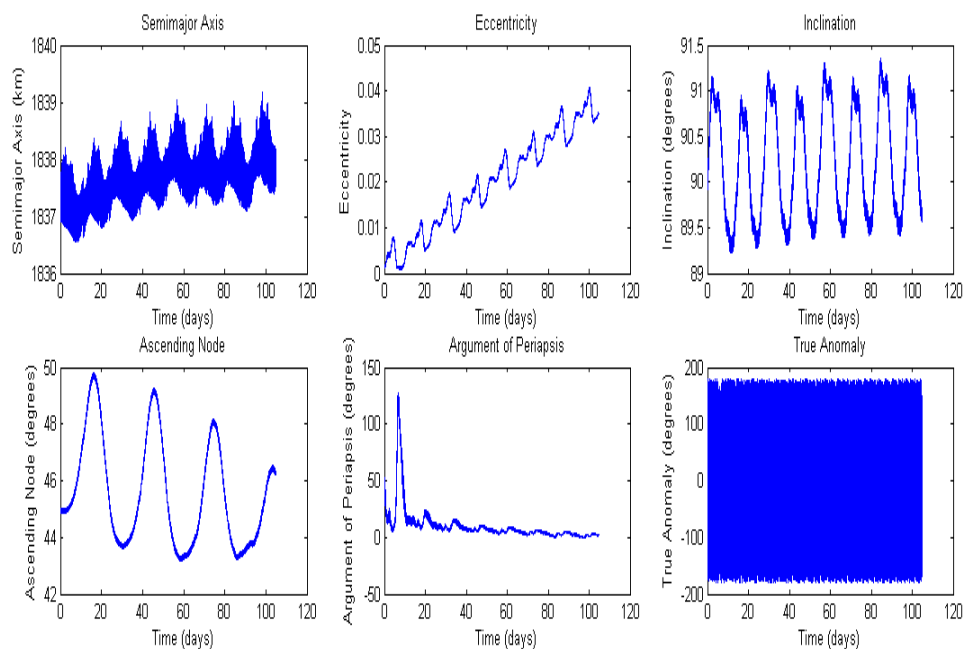 Semimajor Axis
1840
1839
1838
1837
1836
Semimajor Axis (km)
0 20 40 60 80 100 120
Time (days)
Eccentricity
0.05
0.04
0.03
0.02
0.01
0
Eccentricity
0 20 40 60 80 100 120
Time (days)
Inclination
91.5
91
90.5
90
89.5
89
Inclination (degrees)
0 20 40 60 80 100 120
Time (days)
Ascending Node
50
48
46
44
42
Ascending Node (degrees)
0 20 40 60 80 100 120
Time (days)
Argument of Periapsis
150
100
50
0
-50
Argument of Periapsis (degrees)
0 20 40 60 80 100 120
Time (days)
True Anomaly
200
100
0
-100
-200
True Anomaly (degrees)
0 20 40 60 80 100 120
Time (days)